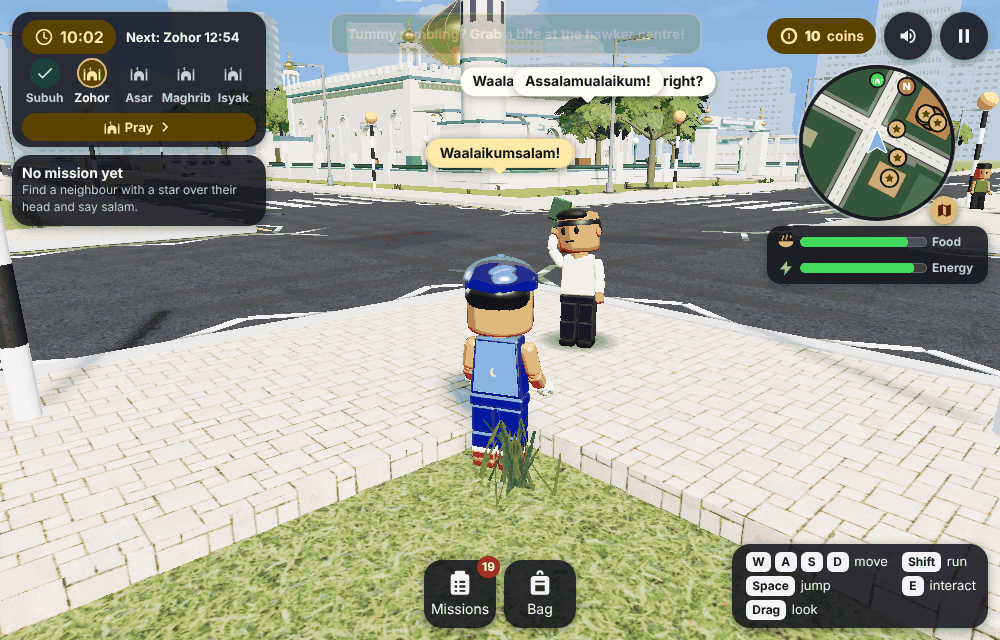 10:02
Next: Zohor 12:54
Subuh
Zohor
Asar
Maghrib
Isyak
Pray
No mission yet
Find a neighbour with a star over their
head and say salam.
Tummy rumbling? Grab a bite at the hawker centre!
Waala
Assalamualaikum!
right?
Waalaikumsalam!
10 coins
N
Food
Energy
19
Missions
Bag
W A S D move
Shift run
Space jump
E interact
Drag look